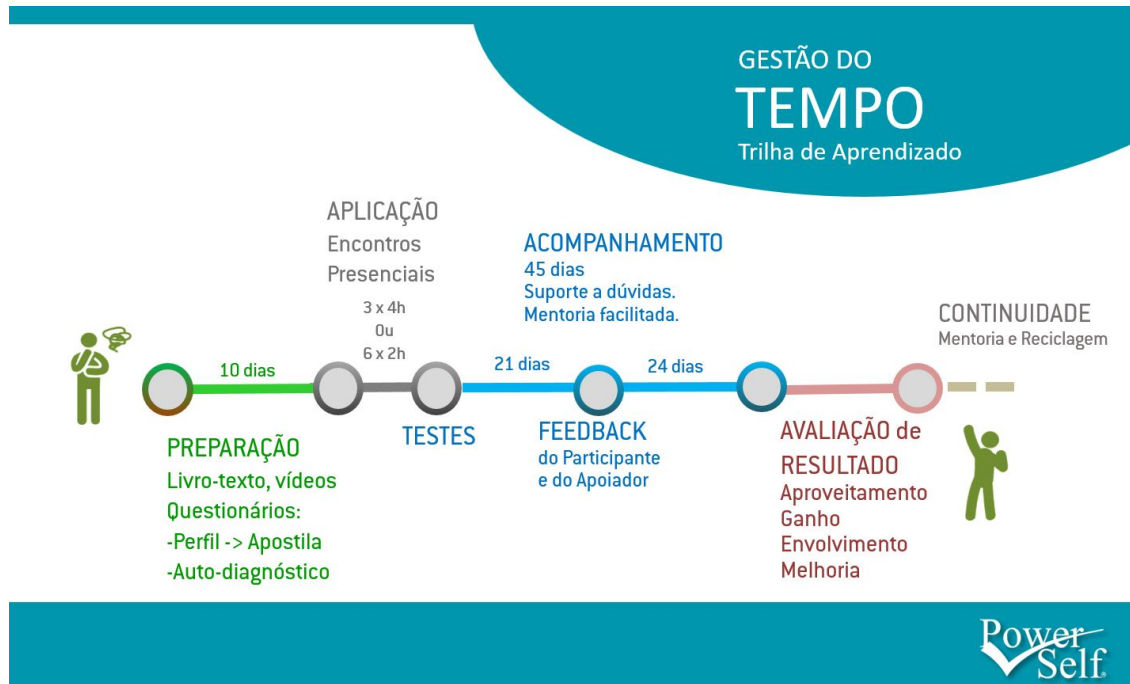 GESTÃO DO
TEMPO
Trilha de Aprendizado
APLICAÇÃO
Encontros
Presenciais
3 x 4h
Ou
6 x 2h
ACOMPANHAMENTO
45 dias
Suporte a dúvidas.
Mentoria facilitada.
CONTINUIDADE
Mentoria e Reciclagem
10 dias
21 dias
24 dias
PREPARAÇÃO
Livro-texto, vídeos
Questionários:
-Perfil -> Apostila
-Auto-diagnóstico
TESTES
FEEDBACK
do Participante
e do Apoiador
AVALIAÇÃO de
RESULTADO
Aproveitamento
Ganho
Envolvimento
Melhoria
Power
Self